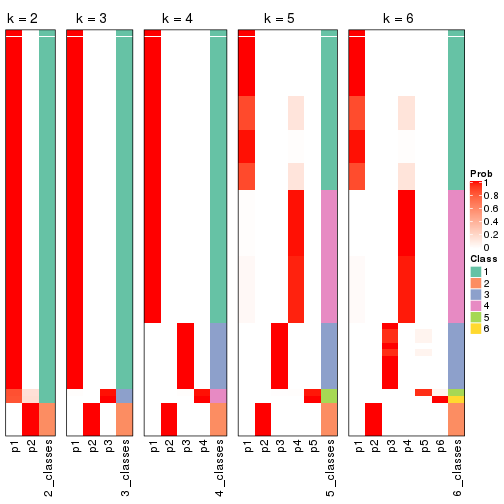 k = 2
k = 3
k = 4
k = 5
k = 6
p1
p2
2_classes
p1
p2
p3
3_classes
p1
p2
p3
p4
4_classes
p1
p2
p3
p4
p5
5_classes
p1
p2
p3
p4
p5
p6
6_classes
Prob
1
0.8
0.6
0.4
0.2
0
Class
1
2
3
4
5
6